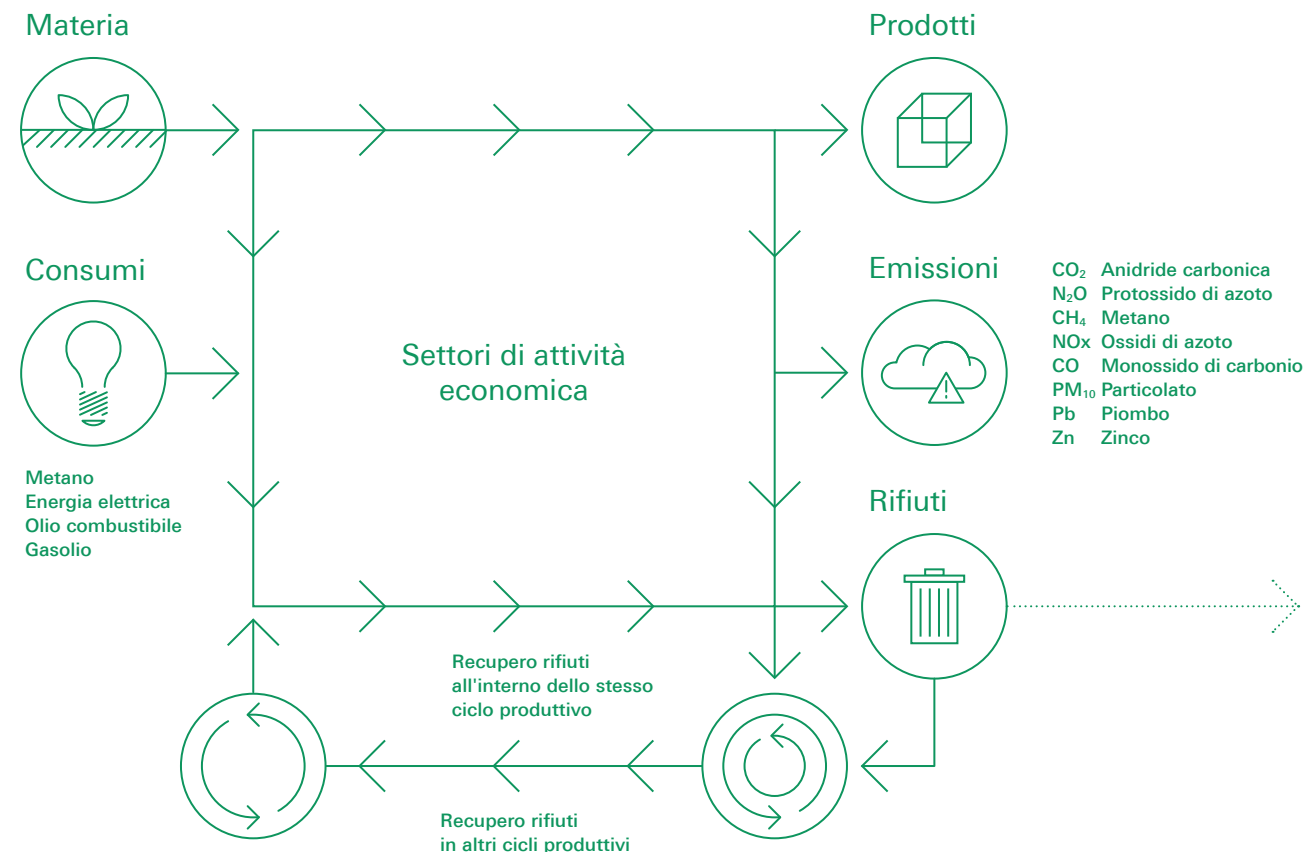 Materia
Prodotti
Consumi
Metano
Energia elettrica
Olio combustibile
Gasolio
Settori di attività
economica
Emissioni
CO₂ Anidride carbonica
N₂O Protossido di azoto
CH₄ Metano
NOx Ossidi di azoto
CO Monossido di carbonio
PM₁₀ Particolato
Pb Piombo
Zn Zinco
Rifiuti
Recupero rifiuti
all'interno dello stesso
ciclo produttivo
Recupero rifiuti
in altri cicli produttivi